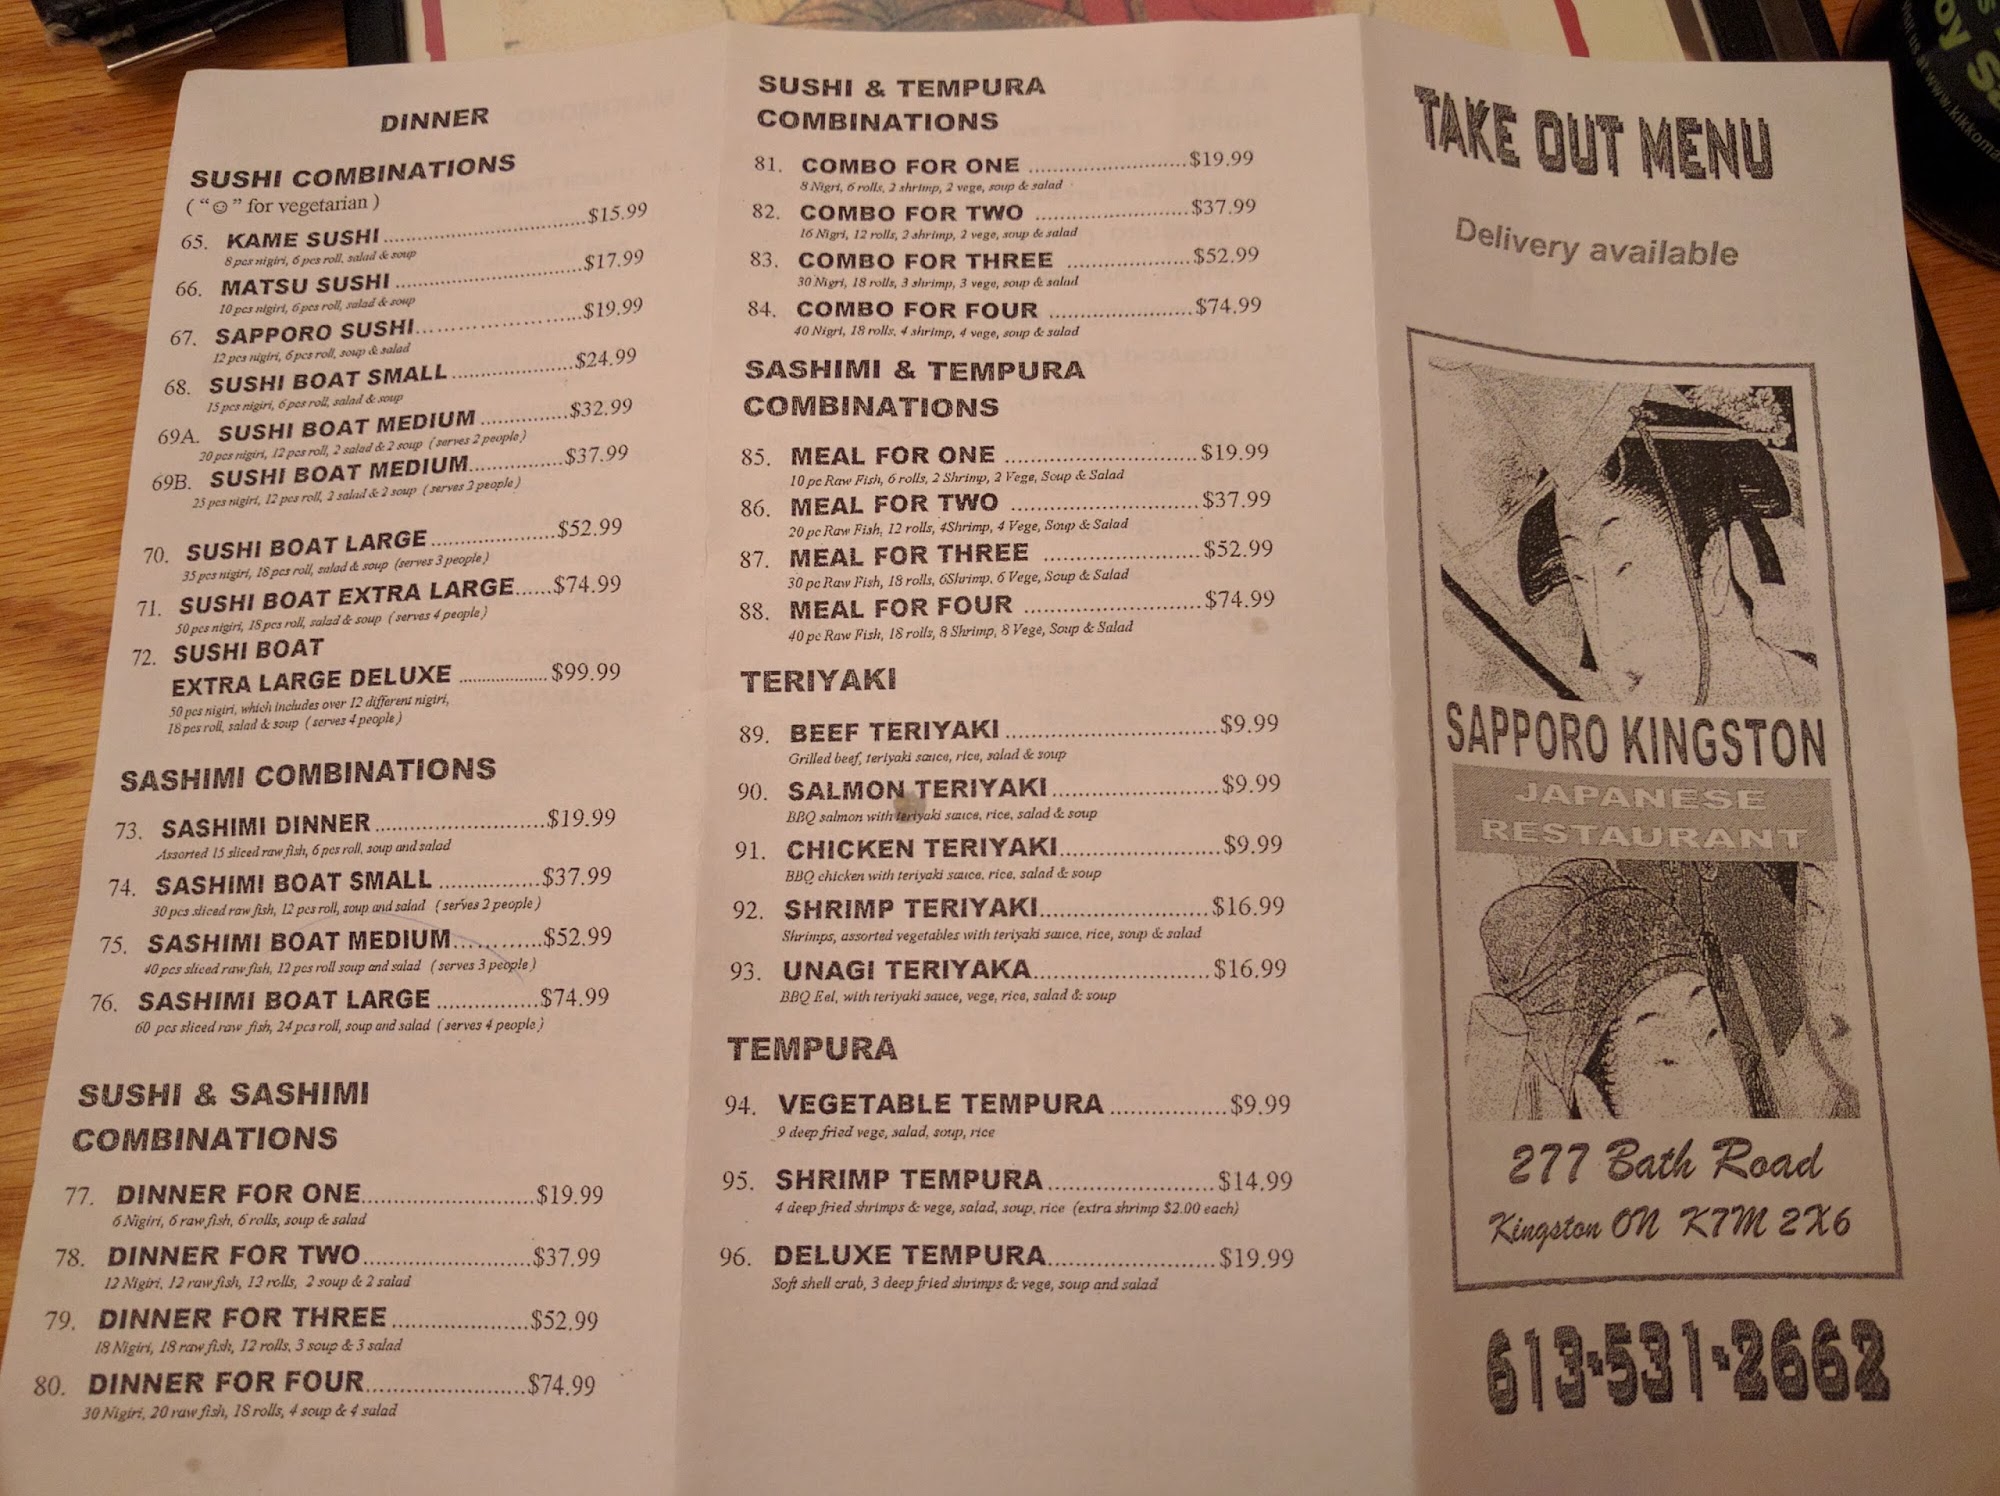 DINNER
SUSHI COMBINATIONS
( "☺" for vegetarian )
65. KAME SUSHI ..............................$15.99
8 pcs nigiri, 6 pcs roll, salad & soup
66. MATSU SUSHI ..............................$17.99
10 pcs nigiri, 6 pcs roll, salad & soup
67. SAPPORO SUSHI..............................$19.99
12 pcs nigiri, 6 pcs roll, soup & salad
68. SUSHI BOAT SMALL ....................$24.99
15 pcs nigiri, 6 pcs roll, salad & soup
69A. SUSHI BOAT MEDIUM ...............$32.99
20 pcs nigiri, 12 pcs roll, 2 salad & 2 soup ( serves 2 people )
69B. SUSHI BOAT MEDIUM................$37.99
25 pcs nigiri, 12 pcs roll, 2 salad & 2 soup ( serves 2 people )
70. SUSHI BOAT LARGE .....................$52.99
35 pcs nigiri, 18 pcs roll, salad & soup (serves 3 people )
71. SUSHI BOAT EXTRA LARGE......$74.99
50 pcs nigiri, 18 pcs roll, salad & soup ( serves 4 people )
72. SUSHI BOAT
EXTRA LARGE DELUXE ....................$99.99
50 pcs nigiri, which includes over 12 different nigiri,
18 pcs roll, salad & soup ( serves 4 people )
SASHIMI COMBINATIONS
73. SASHIMI DINNER ............................$19.99
Assorted 15 sliced raw fish, 6 pcs roll, soup and salad
74. SASHIMI BOAT SMALL .................$37.99
30 pcs sliced raw fish, 12 pcs roll, soup and salad ( serves 2 people )
75. SASHIMI BOAT MEDIUM...............$52.99
40 pcs sliced raw fish, 12 pcs roll soup and salad ( serves 3 people )
76. SASHIMI BOAT LARGE .................$74.99
60 pcs sliced raw fish, 24 pcs roll, soup and salad ( serves 4 people )
SUSHI & SASHIMI
COMBINATIONS
77. DINNER FOR ONE............................$19.99
6 Nigiri, 6 raw fish, 6 rolls, soup & salad
78. DINNER FOR TWO............................$37.99
12 Nigiri, 12 raw fish, 12 rolls, 2 soup & 2 salad
79. DINNER FOR THREE .......................$52.99
18 Nigiri, 18 raw fish, 12 rolls, 3 soup & 3 salad
80. DINNER FOR FOUR..........................$74.99
30 Nigiri, 20 raw fish, 18 rolls, 4 soup & 4 salad
SUSHI & TEMPURA
COMBINATIONS
81. COMBO FOR ONE ..........................$19.99
8 Nigri, 6 rolls, 2 shrimp, 2 vege, soup & salad
82. COMBO FOR TWO ..........................$37.99
16 Nigri, 12 rolls, 2 shrimp, 2 vege, soup & salad
83. COMBO FOR THREE .....................$52.99
30 Nigri, 18 rolls, 3 shrimp, 3 vege, soup & salad
84. COMBO FOR FOUR ........................$74.99
40 Nigri, 18 rolls, 4 shrimp, 4 vege, soup & salad
SASHIMI & TEMPURA
COMBINATIONS
85. MEAL FOR ONE ................................$19.99
10 pc Raw Fish, 6 rolls, 2 Shrimp, 2 Vege, Soup & Salad
86. MEAL FOR TWO ...............................$37.99
20 pc Raw Fish, 12 rolls, 4Shrimp, 4 Vege, Soup & Salad
87. MEAL FOR THREE ..........................$52.99
30 pc Raw Fish, 18 rolls, 6Shrimp, 6 Vege, Soup & Salad
88. MEAL FOR FOUR .............................$74.99
40 pc Raw Fish, 18 rolls, 8 Shrimp, 8 Vege, Soup & Salad
TERIYAKI
89. BEEF TERIYAKI ...................................$9.99
Grilled beef, teriyaki sauce, rice, salad & soup
90. SALMON TERIYAKI ...........................$9.99
BBQ salmon with teriyaki sauce, rice, salad & soup
91. CHICKEN TERIYAKI..........................$9.99
BBQ chicken with teriyaki sauce, rice, salad & soup
92. SHRIMP TERIYAKI...........................$16.99
Shrimps, assorted vegetables with teriyaki sauce, rice, soup & salad
93. UNAGI TERIYAKA............................$16.99
BBQ Eel, with teriyaki sauce, vege, rice, salad & soup
TEMPURA
94. VEGETABLE TEMPURA ...................$9.99
9 deep fried vege, salad, soup, rice
95. SHRIMP TEMPURA ...........................$14.99
4 deep fried shrimps & vege, salad, soup, rice (extra shrimp $2.00 each)
96. DELUXE TEMPURA...........................$19.99
Soft shell crab, 3 deep fried shrimps & vege, soup and salad
TAKE OUT MENU
Delivery available
SAPPORO KINGSTON
JAPANESE
RESTAURANT
277 Bath Road
Kingston ON K7M 2X6
613-531-2662